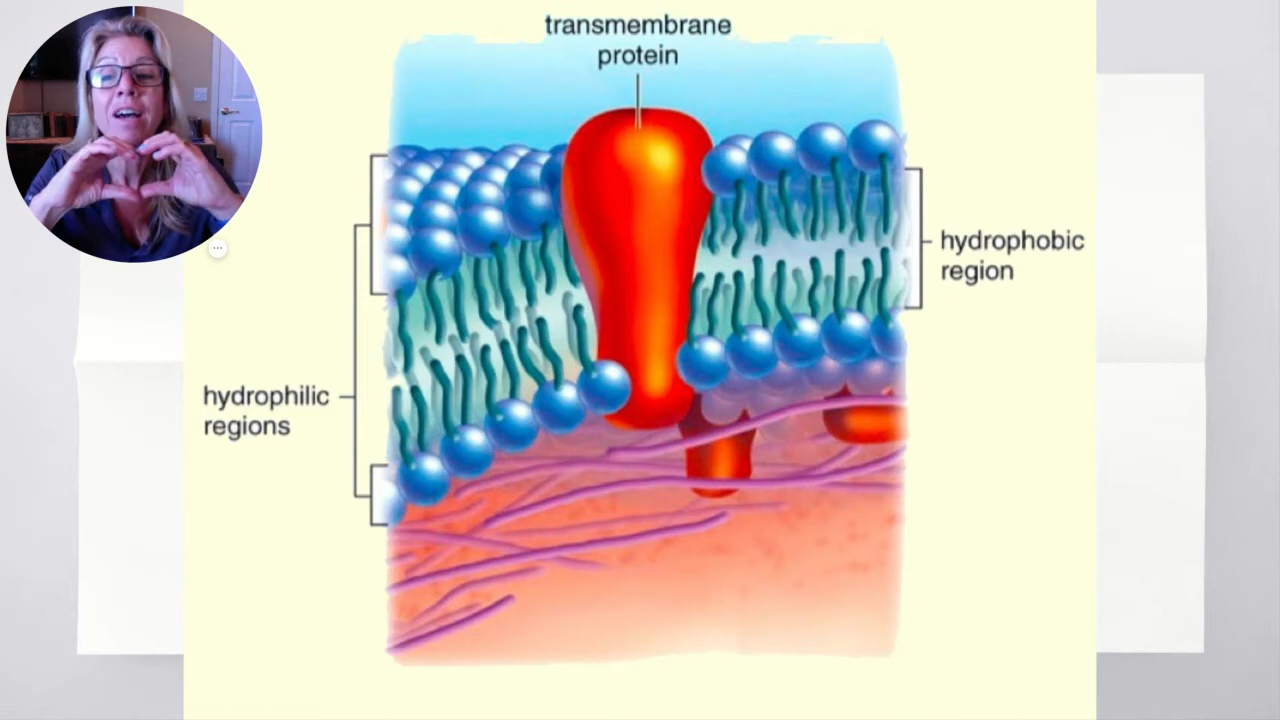 transmembrane
protein
hydrophobic
region
hydrophilic
regions